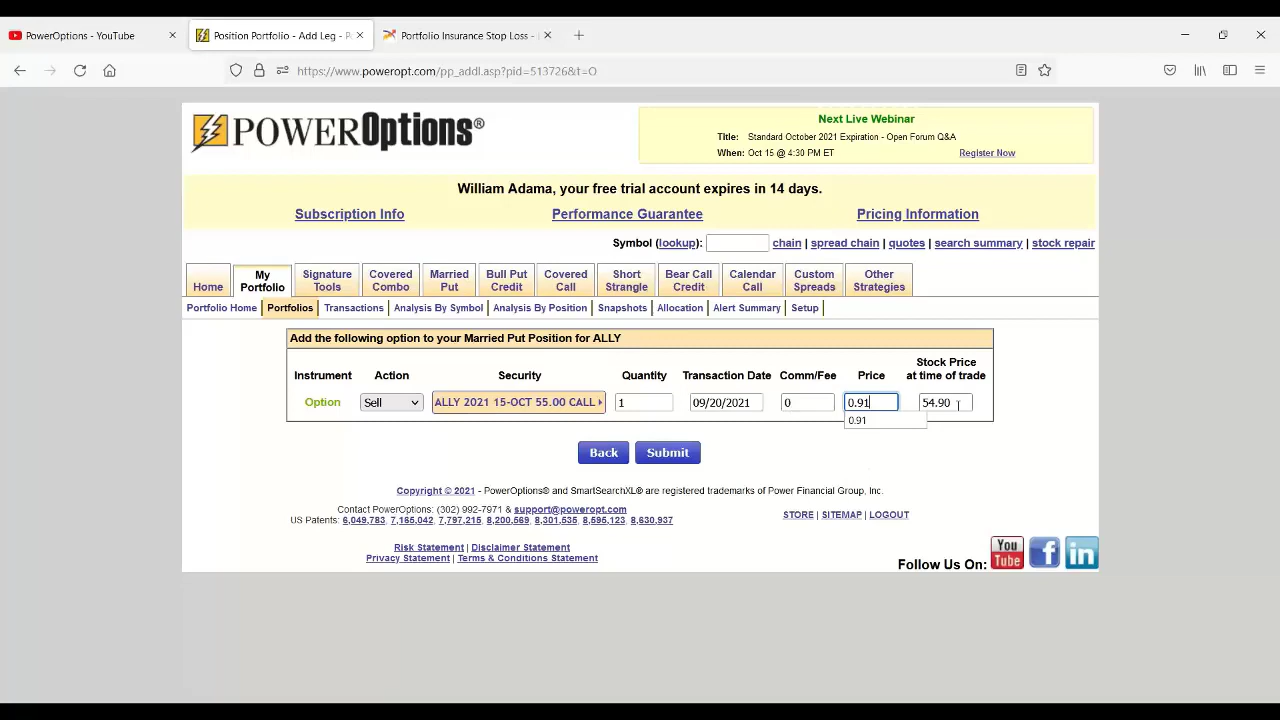 PowerOptions - YouTube
Position Portfolio - Add Leg - P
Portfolio Insurance Stop Loss -
https://www.poweropt.com/pp_addl.asp?pid=513726&t=O
POWEROptions®
Next Live Webinar
Title: Standard October 2021 Expiration - Open Forum Q&A
When: Oct 15 @ 4:30 PM ET Register Now
William Adama, your free trial account expires in 14 days.
Subscription Info Performance Guarantee Pricing Information
Symbol (lookup): chain | spread chain | quotes | search summary | stock repair
Home My Portfolio Signature Tools Covered Combo Married Put Bull Put Credit Covered Call Short Strangle Bear Call Credit Calendar Call Custom Spreads Other Strategies
Portfolio Home | Portfolios | Transactions | Analysis By Symbol | Analysis By Position | Snapshots | Allocation | Alert Summary | Setup |
Add the following option to your Married Put Position for ALLY
Instrument Action Security Quantity Transaction Date Comm/Fee Price Stock Price at time of trade
Option Sell ALLY 2021 15-OCT 55.00 CALL 1 09/20/2021 0 0.91 54.90
0.91
Back Submit
Copyright © 2021 - PowerOptions® and SmartSearchXL® are registered trademarks of Power Financial Group, Inc.
Contact PowerOptions: (302) 992-7971 & support@poweropt.com
US Patents: 6,049,783, 7,165,042, 7,797,215, 8,200,569, 8,301,535, 8,595,123, 8,630,937
STORE | SITEMAP | LOGOUT
Risk Statement | Disclaimer Statement
Privacy Statement | Terms & Conditions Statement
Follow Us On: You Tube f in